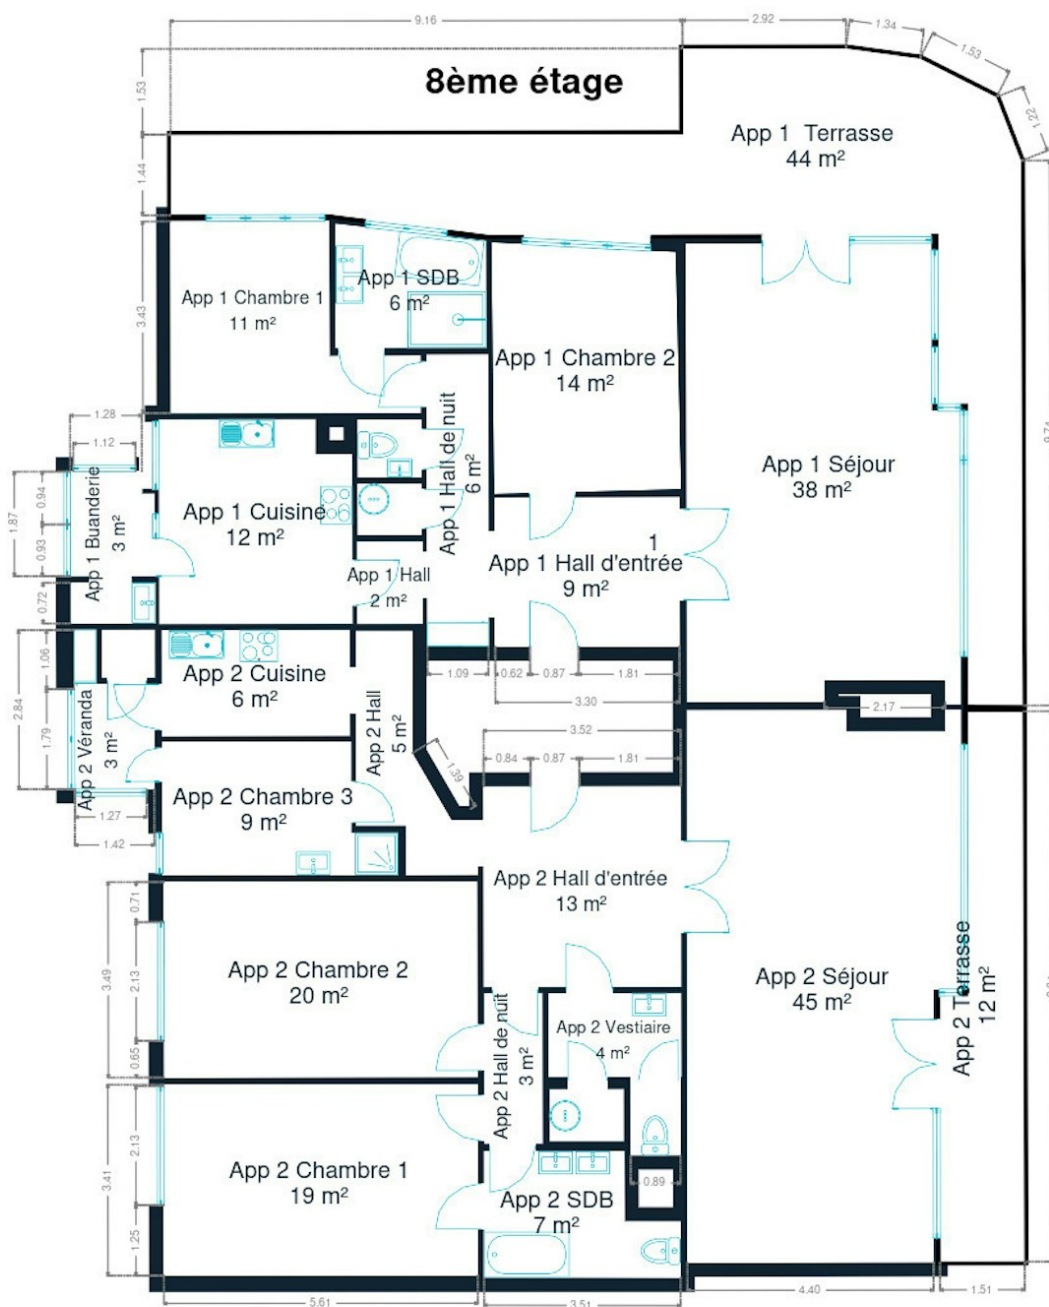 9.16
2.92
1.34
1.53
1.22
1.53
8ème étage
App 1 Terrasse
44 m²
1.44
3.43
App 1 Chambre 1
11 m²
App 1 SDB
6 m²
App 1 Chambre 2
14 m²
App 1 Séjour
38 m²
1.28
1.12
1.87
0.94
0.93
0.72
App 1 Buanderie
3 m²
App 1 Cuisine
12 m²
App 1 Hall de nuit
6 m²
App 1 Hall
2 m²
1
App 1 Hall d'entrée
9 m²
1.09
0.62
0.87
1.81
3.30
3.52
0.84
0.87
1.81
1.39
2.17
2.84
1.06
1.79
App 2 Véranda
3 m²
App 2 Cuisine
6 m²
App 2 Hall
5 m²
1.27
1.42
App 2 Chambre 3
9 m²
App 2 Hall d'entrée
13 m²
0.71
3.49
2.13
0.65
App 2 Chambre 2
20 m²
App 2 Séjour
45 m²
App 2 Terrasse
12 m²
App 2 Vestiaire
4 m²
App 2 Hall de nuit
3 m²
3.41
2.13
1.25
App 2 Chambre 1
19 m²
App 2 SDB
7 m²
0.89
5.61
3.51
4.40
1.51